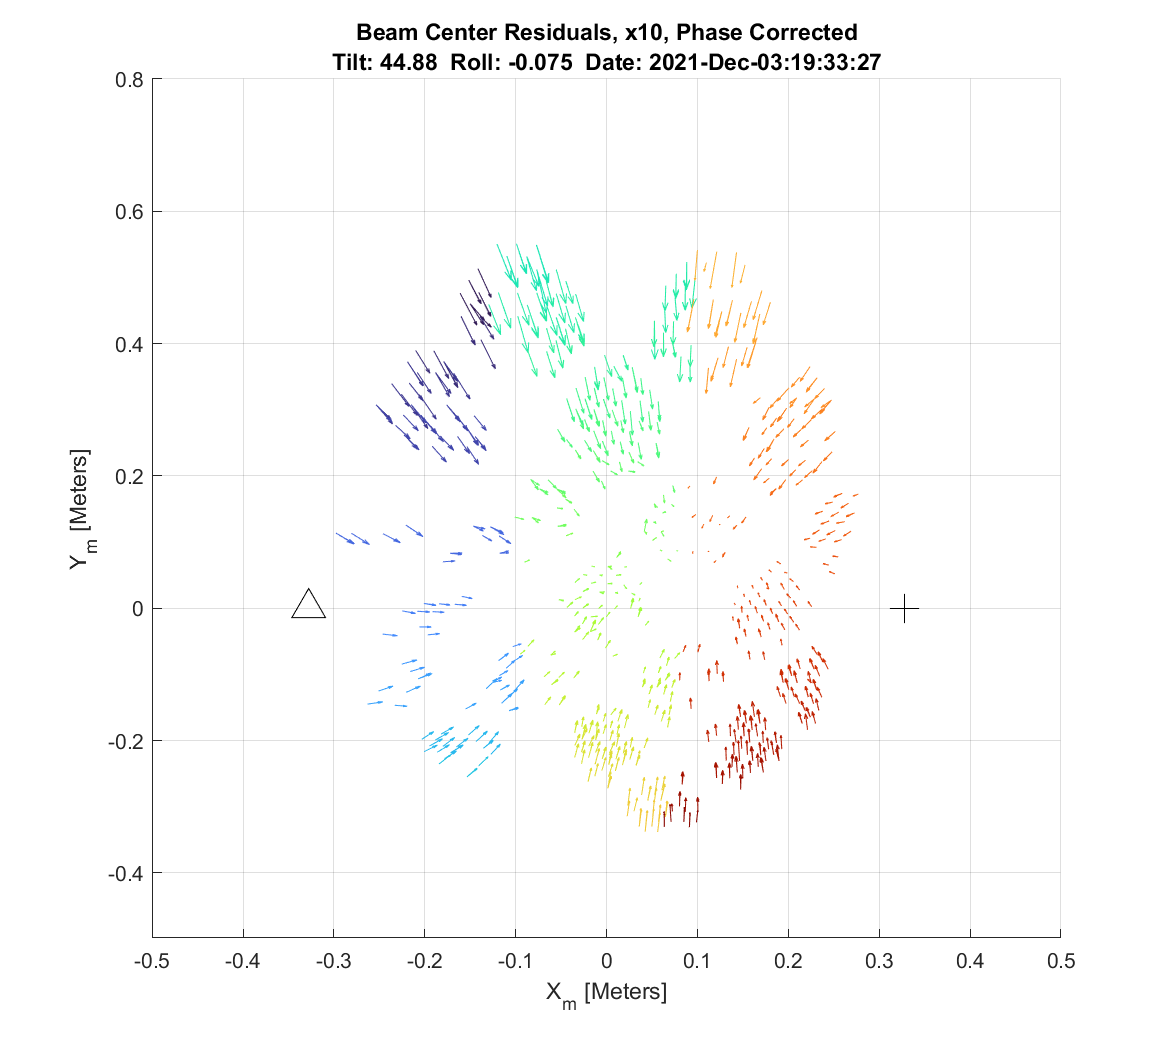 Beam Center Residuals, x10, Phase Corrected
Tilt: 44.88  Roll: -0.075  Date: 2021-Dec-03:19:33:27
0.8
0.6
0.4
0.2
0
-0.2
-0.4
Y_m [Meters]
-0.5 -0.4 -0.3 -0.2 -0.1 0 0.1 0.2 0.3 0.4 0.5
X_m [Meters]